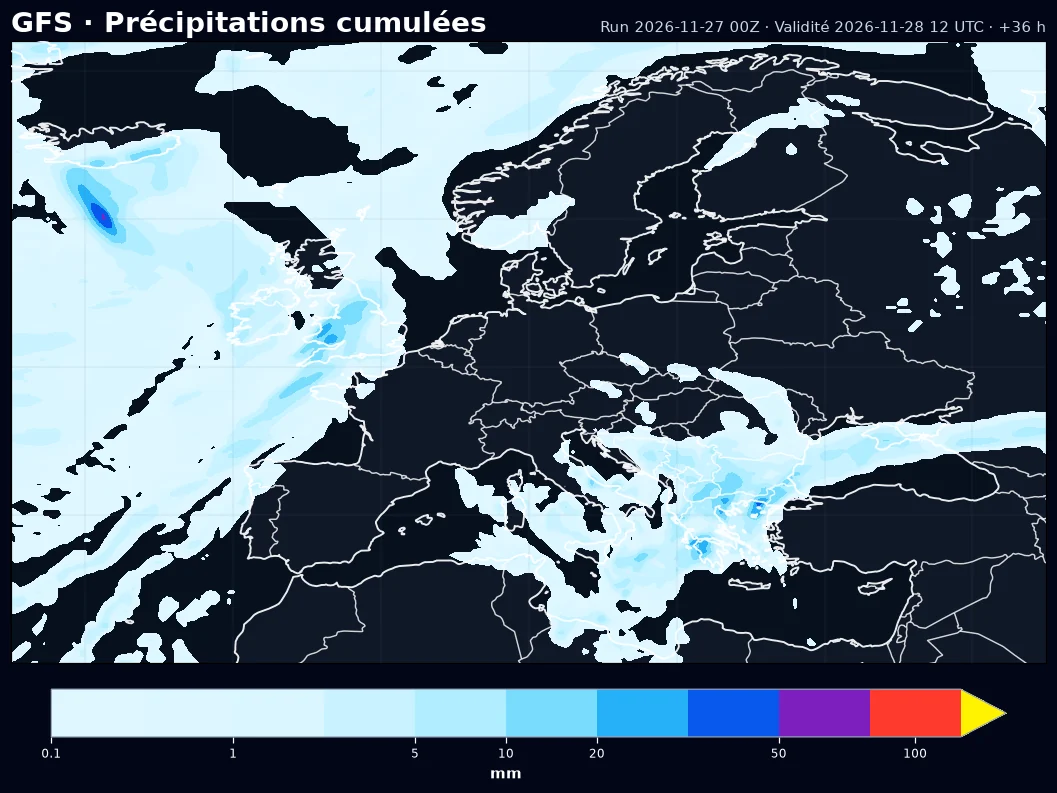 GFS · Précipitations cumulées
Run 2026-11-27 00Z · Validité 2026-11-28 12 UTC · +36 h
0.1 1 5 10 20 50 100
mm